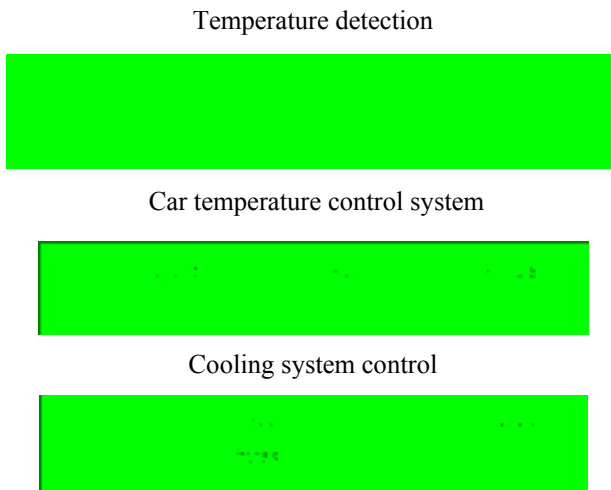 Temperature detection
Car temperature control system
Cooling system control